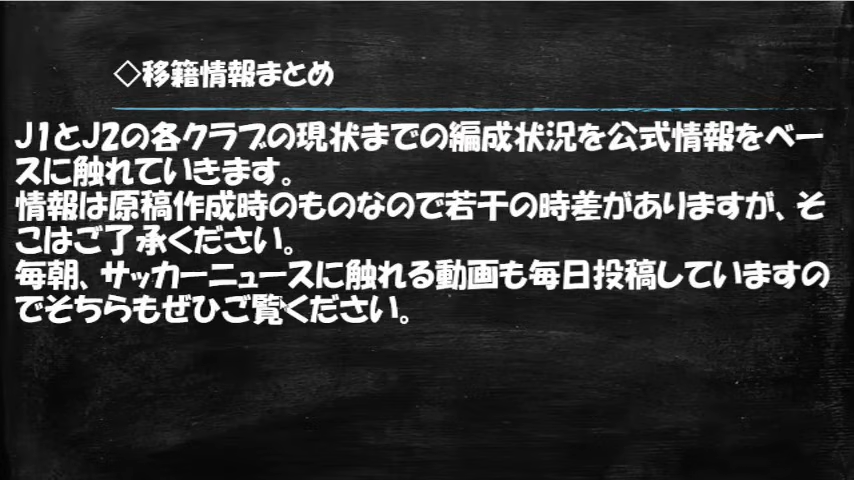 ◇移籍情報まとめ
J1とJ2の各クラブの現状までの編成状況を公式情報をベー
スに触れていきます。
情報は原稿作成時のものなので若干の時差がありますが、そ
こはご了承ください。
毎朝、サッカーニュースに触れる動画も毎日投稿していますの
でそちらもぜひご覧ください。